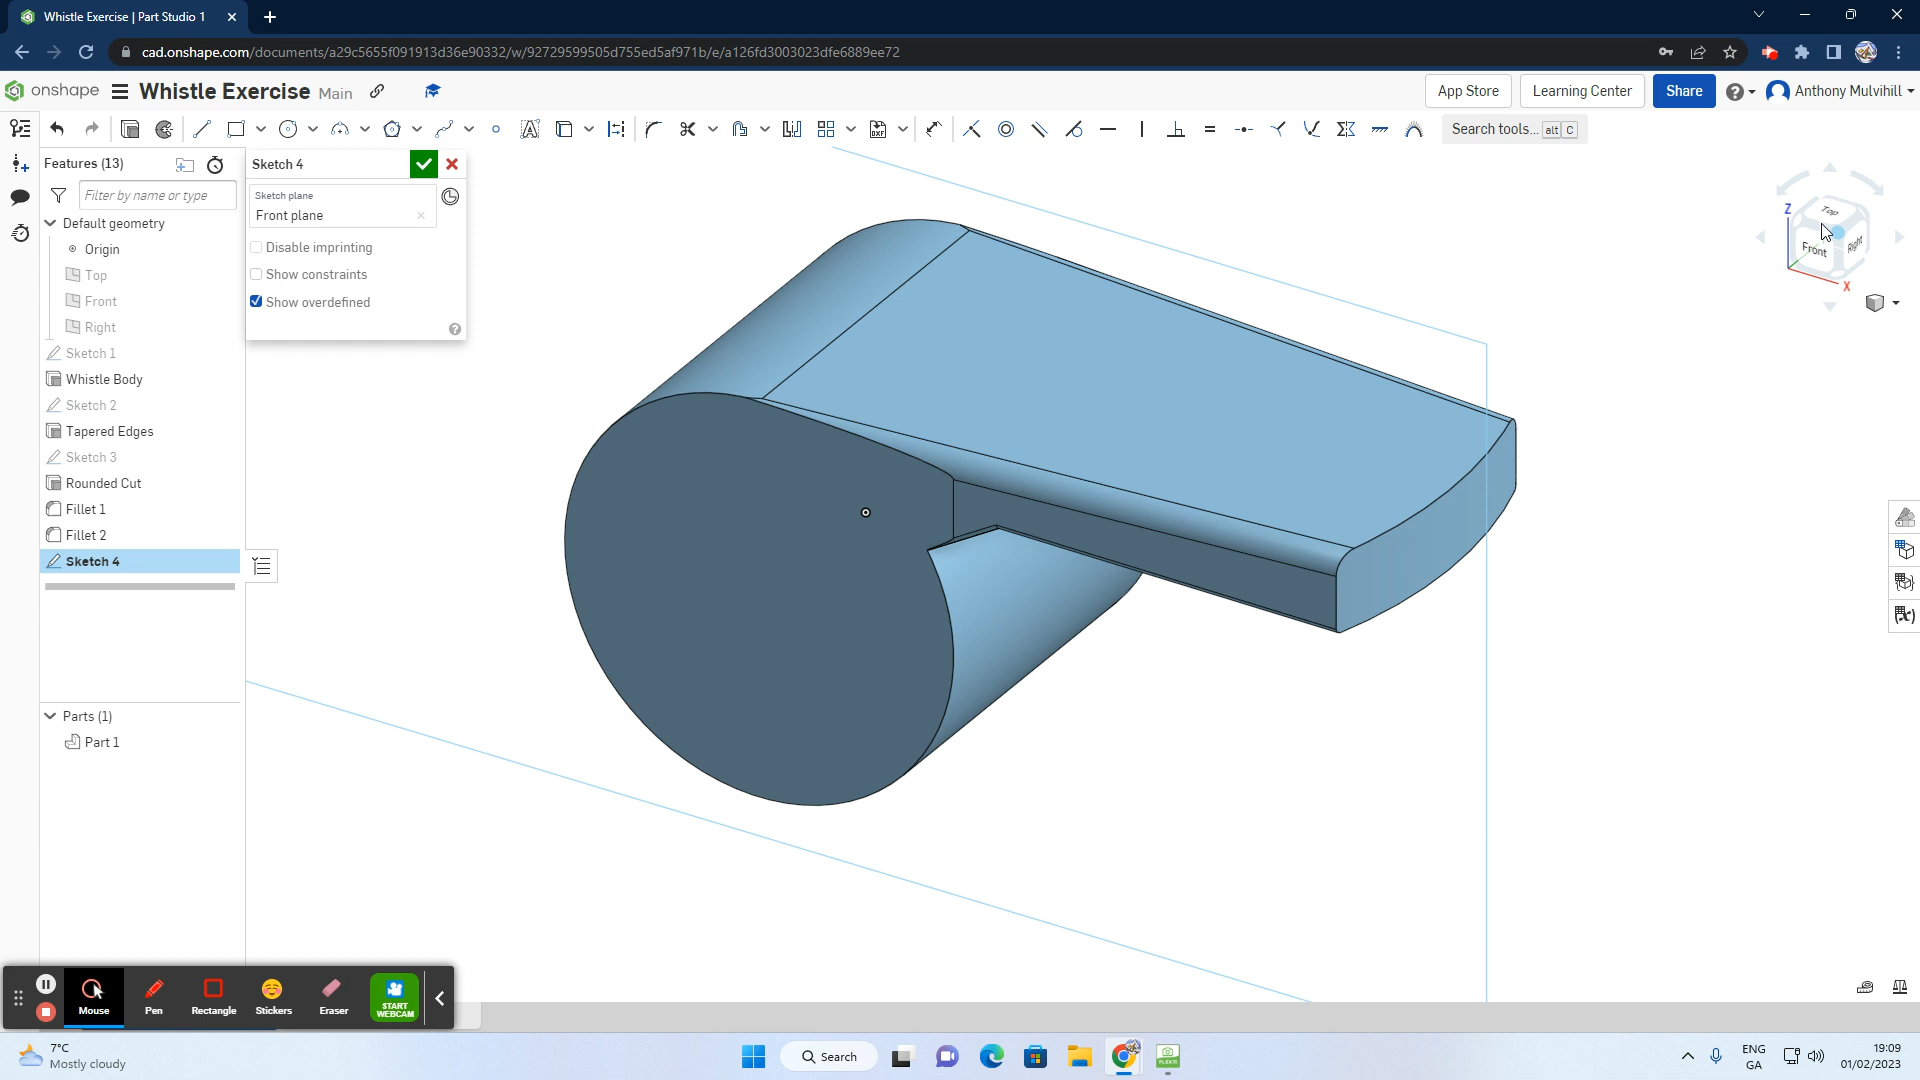 Whistle Exercise | Part Studio 1
cad.onshape.com/documents/a29c5655f091913d36e90332/w/92729599505d755ed5af971b/e/a126fd3003023dfe6889ee72
onshape
Whistle Exercise
Main
App Store
Learning Center
Share
Anthony Mulvihill
DXF
Search tools... alt C
Features (13)
Filter by name or type
Default geometry
Origin
Top
Front
Right
Sketch 1
Whistle Body
Sketch 2
Tapered Edges
Sketch 3
Rounded Cut
Fillet 1
Fillet 2
Sketch 4
Parts (1)
Part 1
Sketch 4
Sketch plane
Front plane
Disable imprinting
Show constraints
Show overdefined
Z
Top
Front
Right
X
Mouse
Pen
Rectangle
Stickers
Eraser
START
WEBCAM
7°C
Mostly cloudy
Search
ENG
GA
19:09
01/02/2023